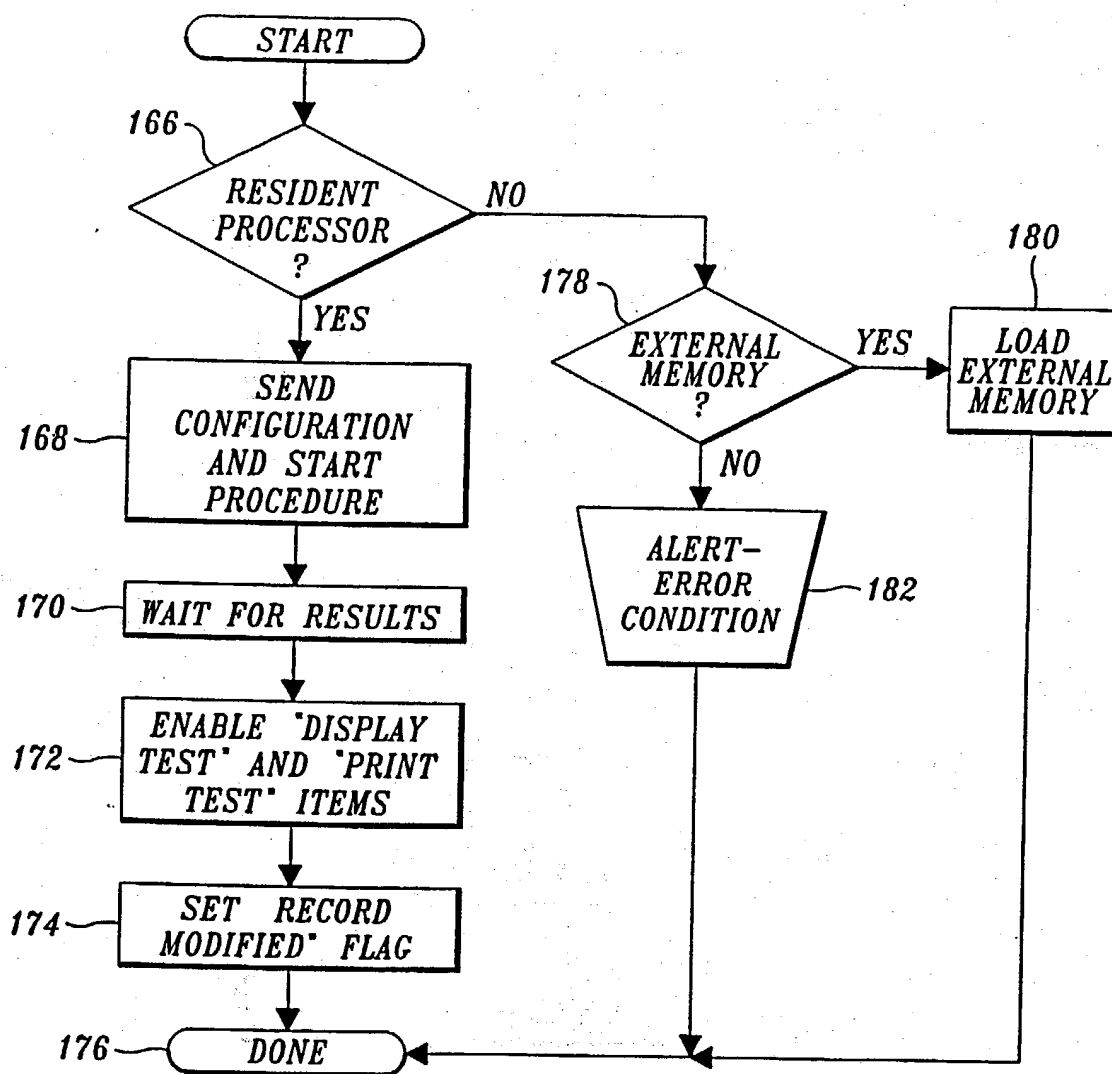 START
166
RESIDENT
PROCESSOR
?
NO
YES
168
SEND
CONFIGURATION
AND START
PROCEDURE
170
WAIT FOR RESULTS
172
ENABLE "DISPLAY
TEST" AND "PRINT
TEST" ITEMS
174
SET RECORD
MODIFIED" FLAG
176
DONE
178
EXTERNAL
MEMORY
?
YES
NO
180
LOAD
EXTERNAL
MEMORY
ALERT-
ERROR
CONDITION
182